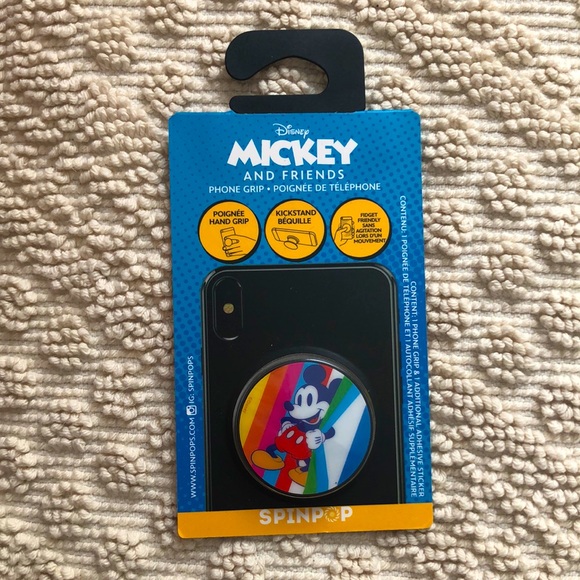 Disney
MICKEY
AND FRIENDS
PHONE GRIP • POIGNÉE DE TÉLÉPHONE
POIGNÉE
HAND GRIP
KICKSTAND
BÉQUILLE
FIDGET
FRIENDLY
SANS
AGITATION
LORS D'UN
MOUVEMENT
CONTENT: 1 PHONE GRIP & 1 ADDITIONAL ADHESIVE STICKER
CONTENU: 1 POIGNÉE DE TÉLÉPHONE ET 1 AUTOCOLLANT ADHÉSIF SUPPLÉMENTAIRE
WWW.SPINPOPS.COM IG: SPINPOPS
SPINPOP